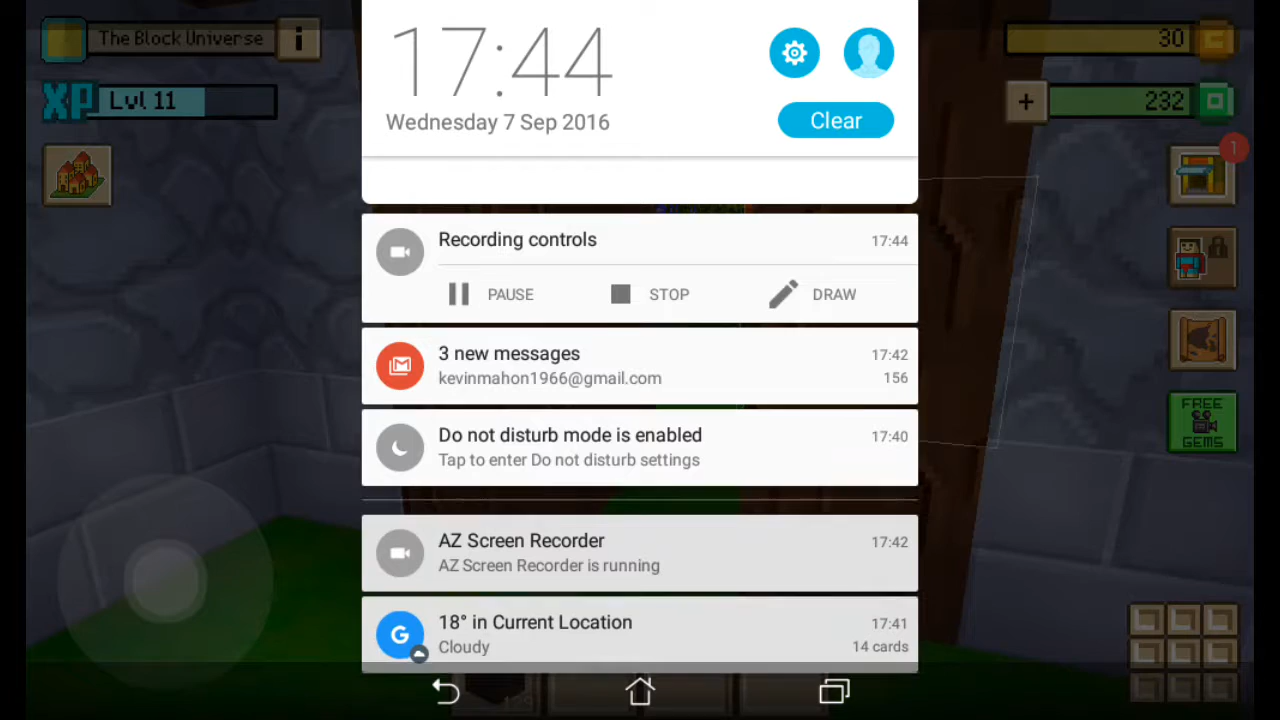 The Block Universe
i
XP Lvl 11
17:44
Wednesday 7 Sep 2016
Clear
30
+ 232
1
Recording controls 17:44
PAUSE STOP DRAW
3 new messages 17:42
kevinmahon1966@gmail.com 156
Do not disturb mode is enabled 17:40
Tap to enter Do not disturb settings
FREE
GEMS
AZ Screen Recorder 17:42
AZ Screen Recorder is running
G 18° in Current Location 17:41
Cloudy 14 cards